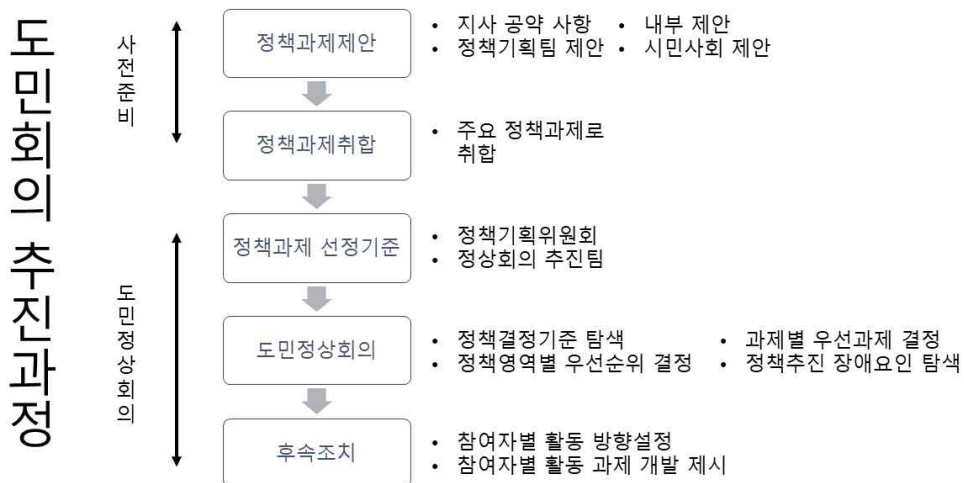 도민회의 추진과정
사전준비
정책과제제안
• 지사 공약 사항 • 내부 제안
• 정책기획팀 제안 • 시민사회 제안
정책과제취합
• 주요 정책과제로
취합
도민정상회의
정책과제 선정기준
• 정책기획위원회
• 정상회의 추진팀
도민정상회의
• 정책결정기준 탐색 • 과제별 우선과제 결정
• 정책영역별 우선순위 결정 • 정책추진 장애요인 탐색
후속조치
• 참여자별 활동 방향설정
• 참여자별 활동 과제 개발 제시